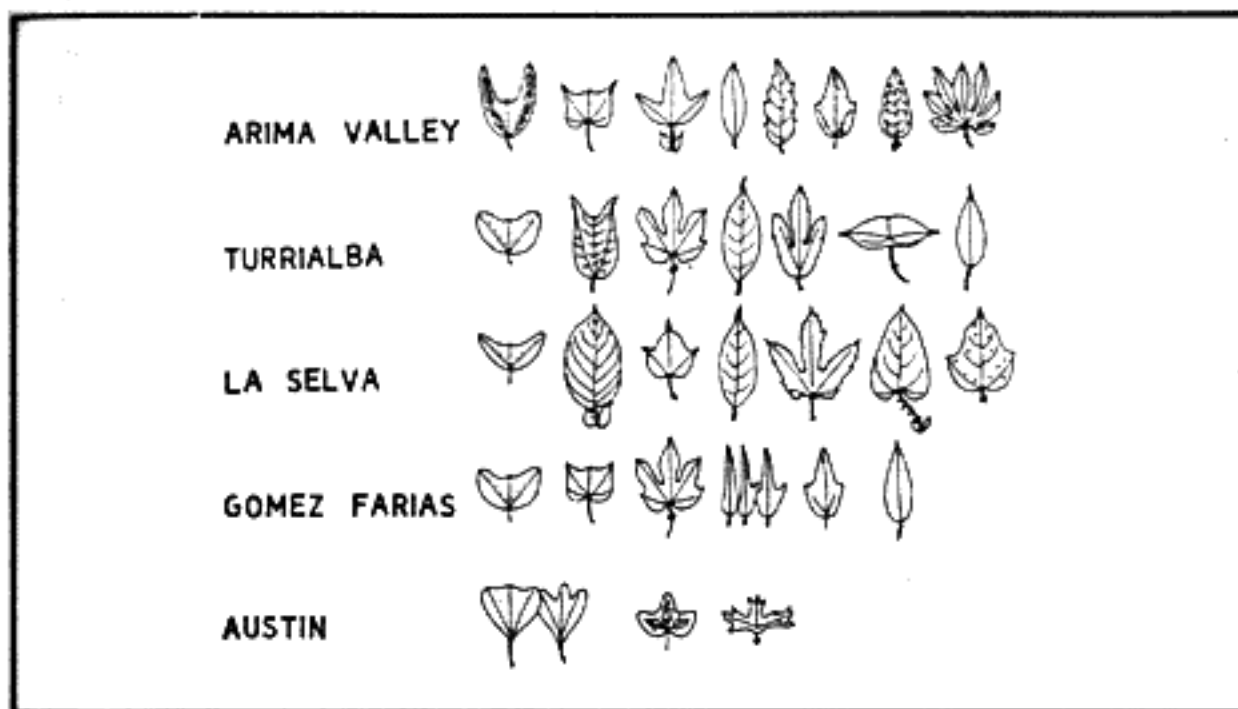 ARIMA VALLEY
TURRIALBA
LA SELVA
GOMEZ FARIAS
AUSTIN